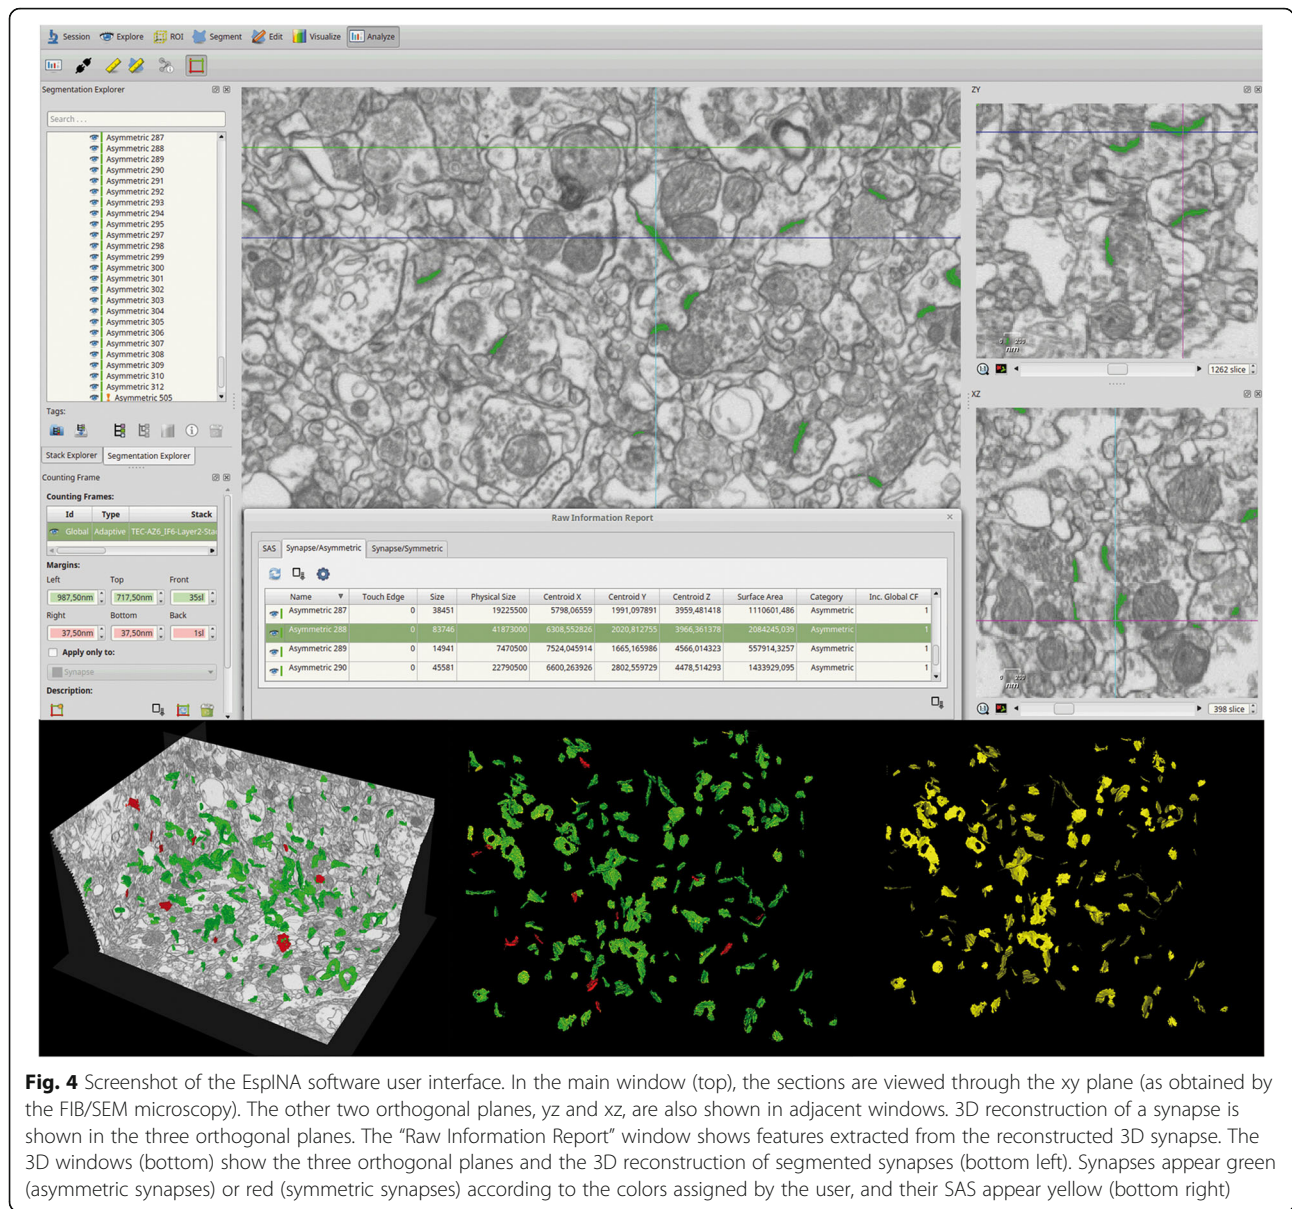 Session Explore ROI Segment Edit Visualize Analyze
Segmentation Explorer
Search . . .
Asymmetric 287
Asymmetric 288
Asymmetric 289
Asymmetric 290
Asymmetric 291
Asymmetric 292
Asymmetric 293
Asymmetric 294
Asymmetric 295
Asymmetric 297
Asymmetric 298
Asymmetric 299
Asymmetric 300
Asymmetric 301
Asymmetric 302
Asymmetric 303
Asymmetric 304
Asymmetric 305
Asymmetric 306
Asymmetric 307
Asymmetric 308
Asymmetric 309
Asymmetric 310
Asymmetric 312
Asymmetric 505
Tags:
Stack Explorer Segmentation Explorer
Counting Frame
Counting Frames:
Id Type Stack
Global Adaptive TEC-AZ6_IF6-Layer2-Sta
Margins:
Left Top Front
987,50nm 717,50nm 35sl
Right Bottom Back
37,50nm 37,50nm 1sl
Apply only to:
Synapse
Description:
ZY
0 230
nm
1262 slice
XZ
0 230
nm
398 slice
Raw Information Report
SAS Synapse/Asymmetric Synapse/Symmetric
Name Touch Edge Size Physical Size Centroid X Centroid Y Centroid Z Surface Area Category Inc. Global CF
Asymmetric 287 0 38451 19225500 5798,06559 1991,097891 3959,481418 1110601,486 Asymmetric 1
Asymmetric 288 0 83746 41873000 6308,552826 2020,812755 3966,361378 2084245,039 Asymmetric 1
Asymmetric 289 0 14941 7470500 7524,045914 1665,165986 4566,014323 557914,3257 Asymmetric 1
Asymmetric 290 0 45581 22790500 6600,263926 2802,559729 4478,514293 1433929,095 Asymmetric 1
Fig. 4 Screenshot of the EspINA software user interface. In the main window (top), the sections are viewed through the xy plane (as obtained by
the FIB/SEM microscopy). The other two orthogonal planes, yz and xz, are also shown in adjacent windows. 3D reconstruction of a synapse is
shown in the three orthogonal planes. The “Raw Information Report” window shows features extracted from the reconstructed 3D synapse. The
3D windows (bottom) show the three orthogonal planes and the 3D reconstruction of segmented synapses (bottom left). Synapses appear green
(asymmetric synapses) or red (symmetric synapses) according to the colors assigned by the user, and their SAS appear yellow (bottom right)